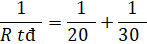 1/(R tđ) = 1/20 + 1/30